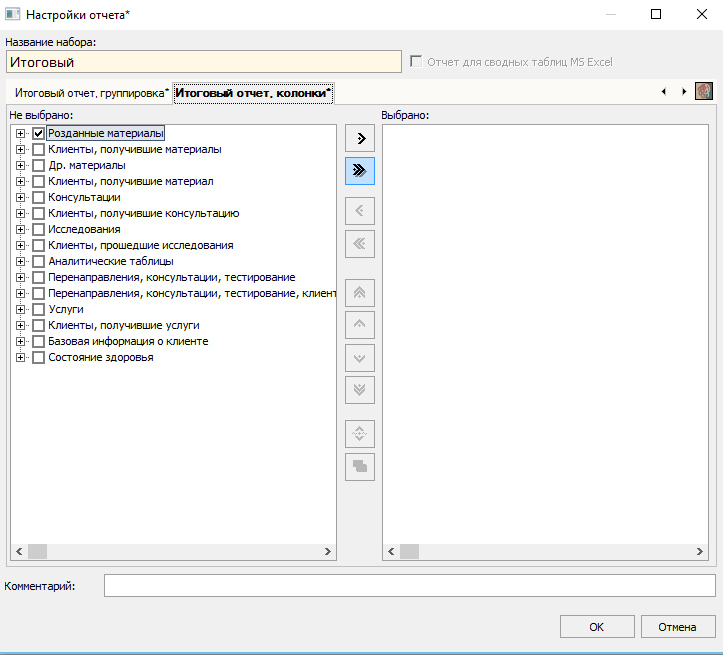 Настройки отчета*
Название набора:
Итоговый
Отчет для сводных таблиц MS Excel
Итоговый отчет, группировка*
Итоговый отчет, колонки*
Не выбрано:
Выбрано:
Розданные материалы
Клиенты, получившие материалы
Др. материалы
Клиенты, получившие материал
Консультации
Клиенты, получившие консультацию
Исследования
Клиенты, прошедшие исследования
Аналитические таблицы
Перенаправления, консультации, тестирование
Перенаправления, консультации, тестирование, клиент
Услуги
Клиенты, получившие услуги
Базовая информация о клиенте
Состояние здоровья
Комментарий:
OK
Отмена